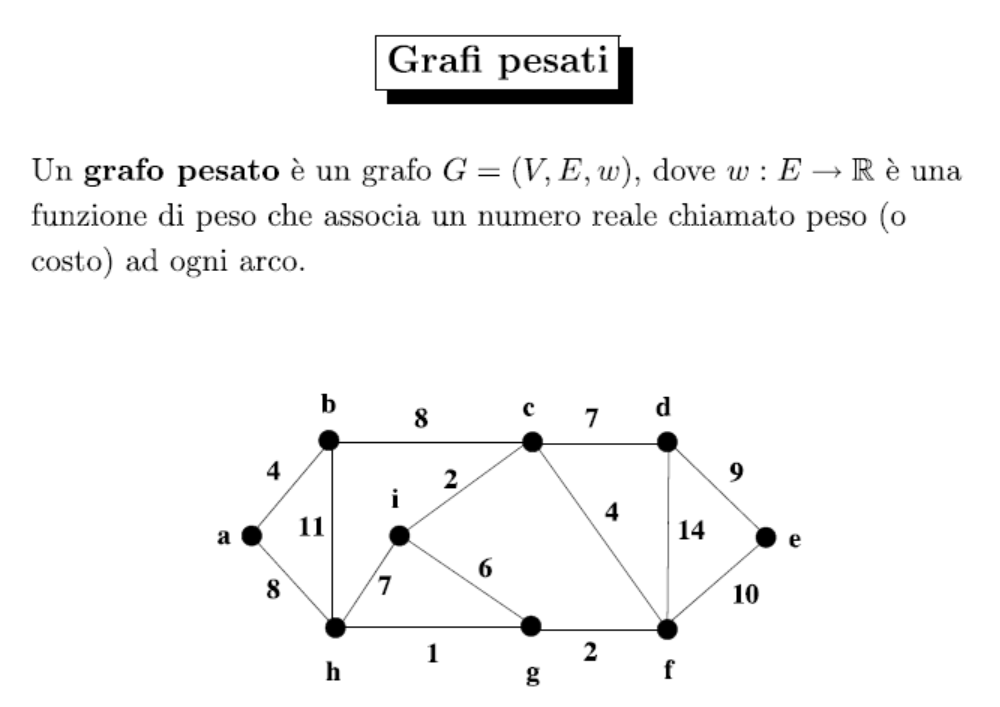 Grafi pesati
Un grafo pesato è un grafo G = (V, E, w), dove w : E → ℝ è una
funzione di peso che associa un numero reale chiamato peso (o
costo) ad ogni arco.
b
8
c
7
d
4
2
9
i
a
11
4
14
e
6
8
7
10
1
2
h
g
f